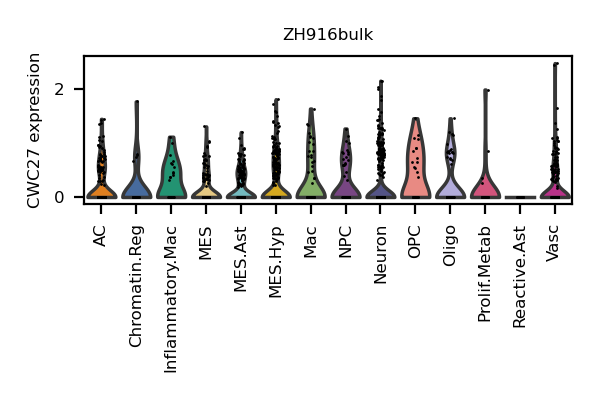 ZH916bulk
CWC27 expression
2
0
AC
Chromatin.Reg
Inflammatory.Mac
MES
MES.Ast
MES.Hyp
Mac
NPC
Neuron
OPC
Oligo
Prolif.Metab
Reactive.Ast
Vasc